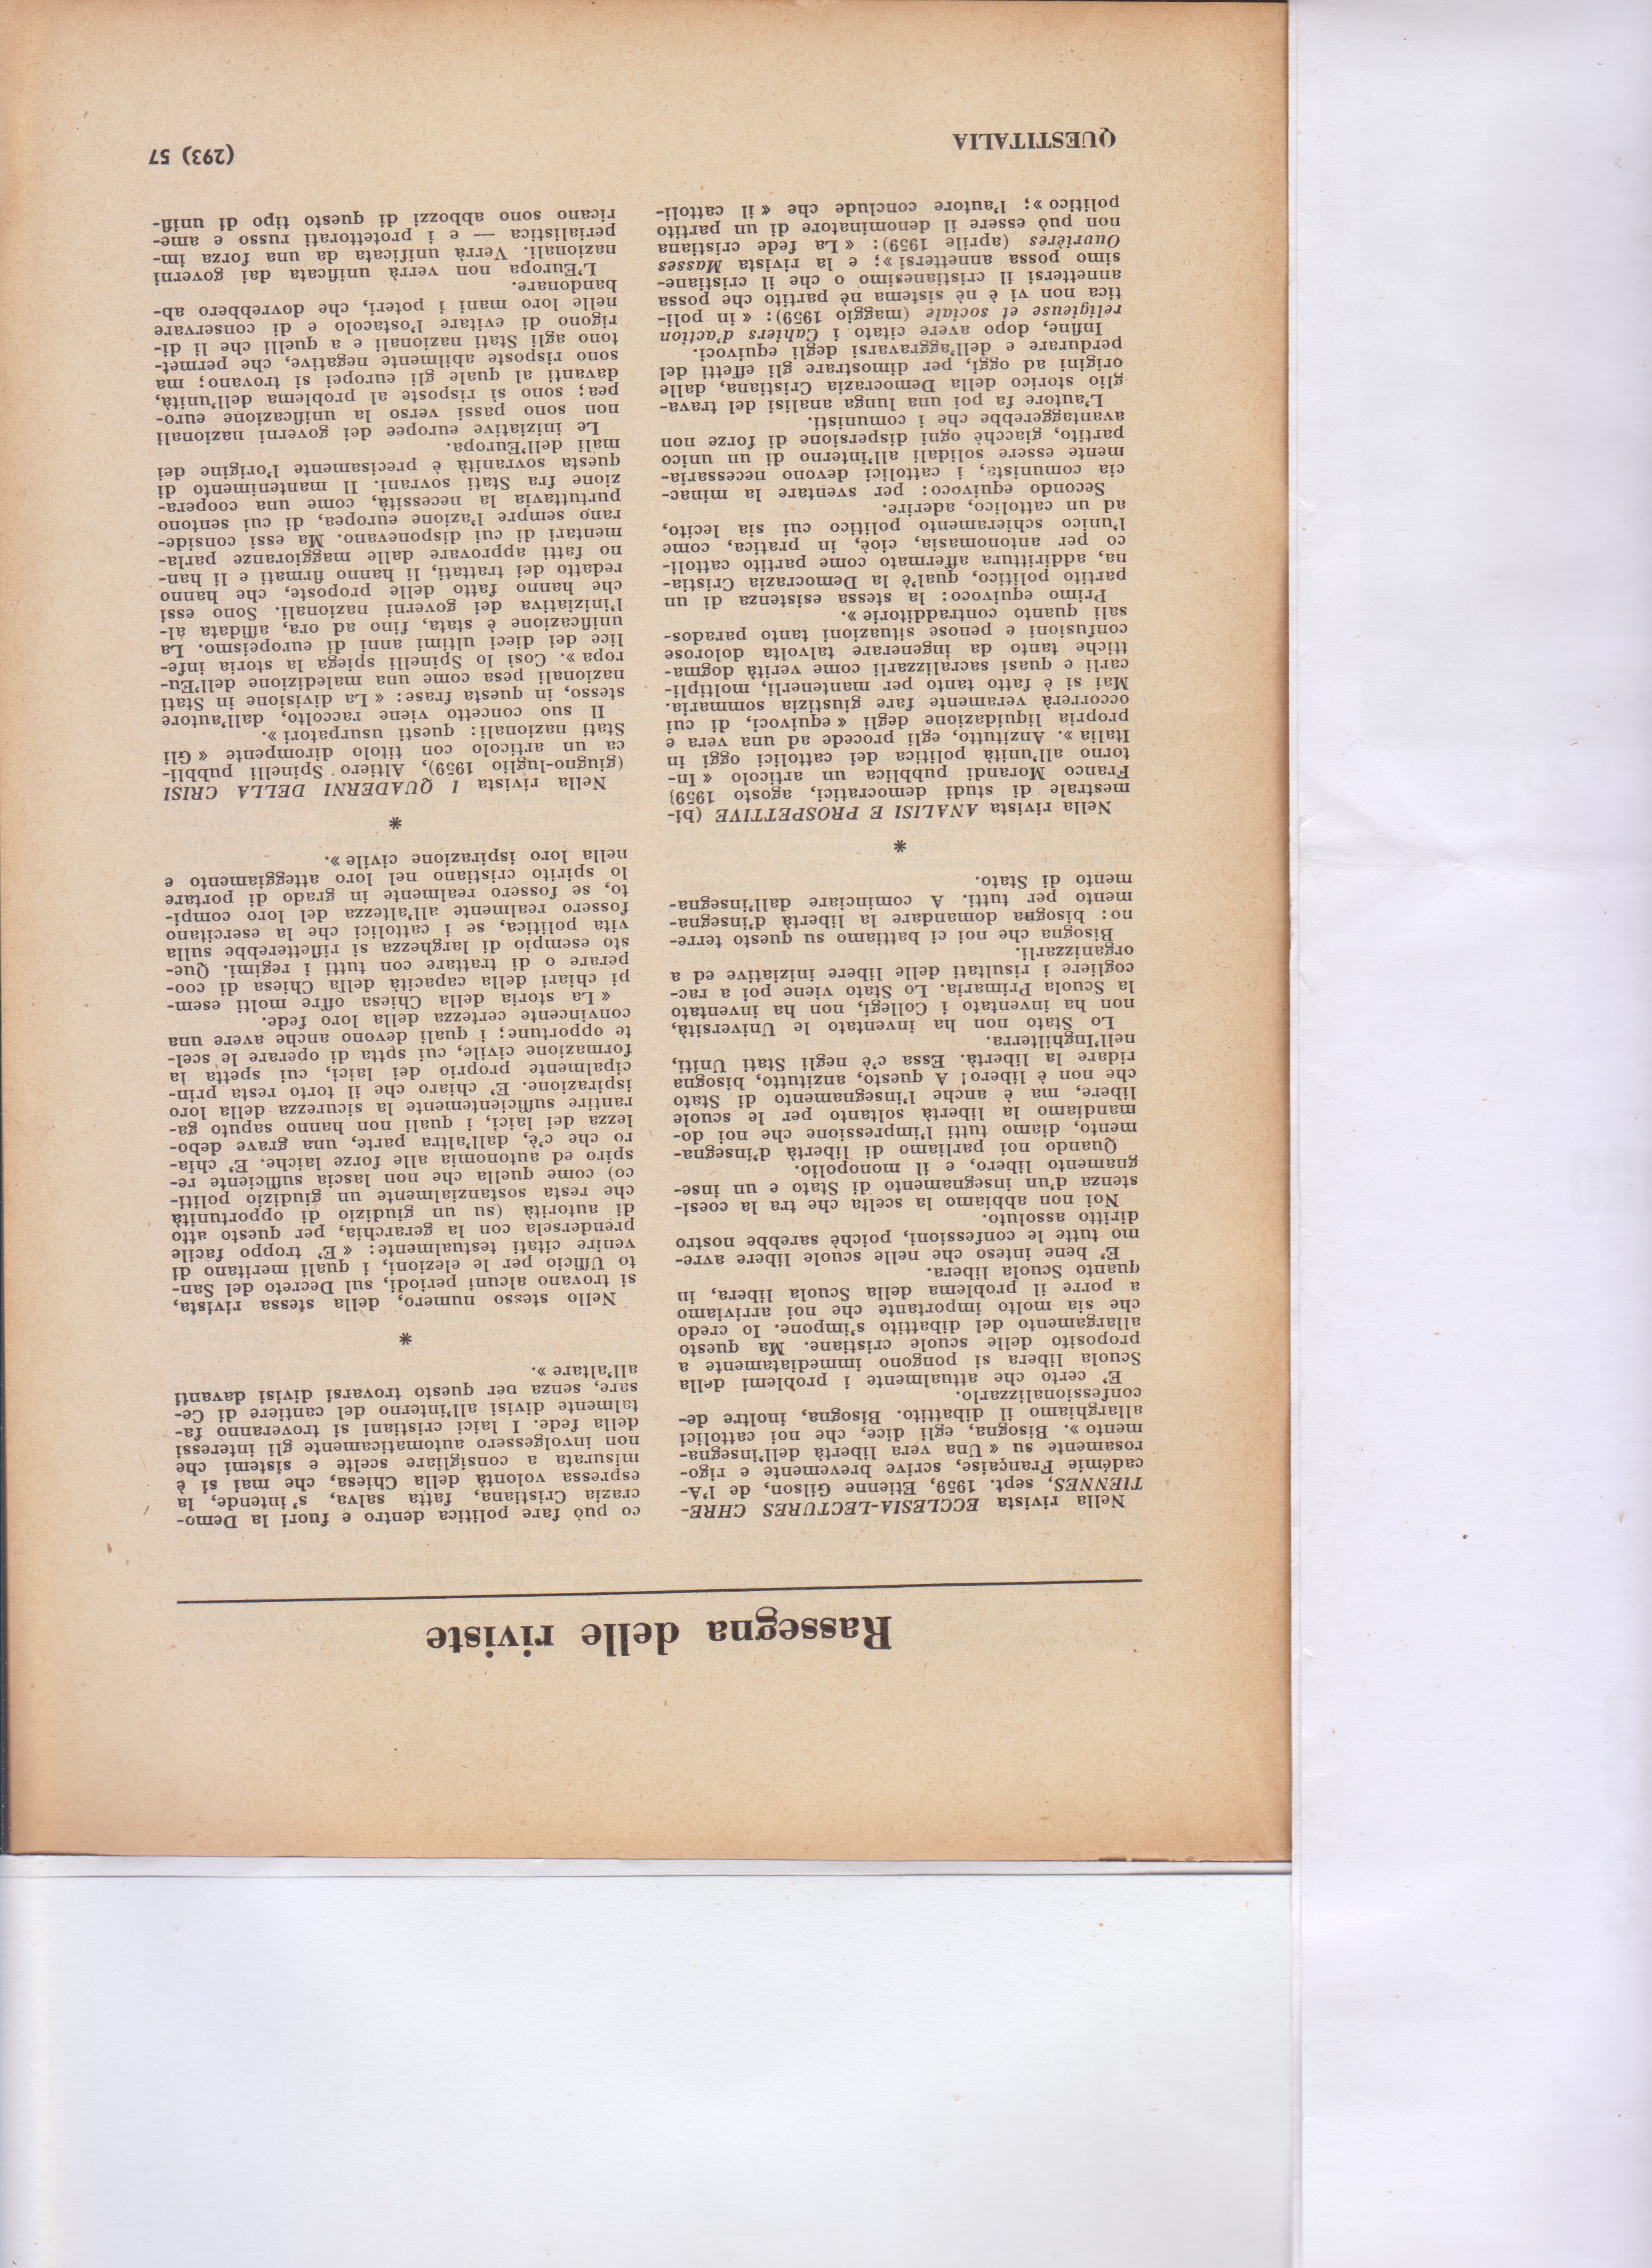 Rassegna delle riviste
Nella rivista ECCLESIA-LECTURES CHRE-
TIENNES, sept. 1959, Etienne Gilson, de l'A-
cadémie Française, scrive brevemente e rigo-
rosamente su « Una vera libertà dell'insegna-
mento ». Bisogna, egli dice, che noi cattolici
allarghiamo il dibattito. Bisogna, inoltre de-
confessionalizzarlo.
E' certo che attualmente i problemi della
Scuola libera si pongono immediatamente a
proposito delle scuole cristiane. Ma questo
allargamento del dibattito s'impone. Io credo
che sia molto importante che noi arriviamo
a porre il problema della Scuola libera, in
quanto Scuola libera.
E' bene inteso che nelle scuole libere avre-
mo tutte le confessioni, poichè sarebbe nostro
diritto assoluto.
Noi non abbiamo la scelta che tra la coesi-
stenza d'un insegnamento di Stato e un inse-
gnamento libero, e il monopolio.
Quando noi parliamo di libertà d'insegna-
mento, diamo tutti l'impressione che noi do-
mandiamo la libertà soltanto per le scuole
libere, ma è anche l'insegnamento di Stato
che non è libero! A questo, anzitutto, bisogna
ridare la libertà. Essa c'è negli Stati Uniti,
nell'Inghilterra.
Lo Stato non ha inventato le Università,
non ha inventato i Collegi, non ha inventato
la Scuola Primaria. Lo Stato viene poi a rac-
cogliere i risultati delle libere iniziative ed a
organizzarli.
Bisogna che noi ci battiamo su questo terre-
no: bisogna domandare la libertà d'insegna-
mento per tutti. A cominciare dall'insegna-
mento di Stato.
*
Nella rivista ANALISI E PROSPETTIVE (bi-
mestrale di studi democratici, agosto 1959)
Franco Morandi pubblica un articolo « In-
torno all'unità politica dei cattolici oggi in
Italia ». Anzitutto, egli procede ad una vera e
propria liquidazione degli « equivoci, di cui
occorrerà veramente fare giustizia sommaria.
Mai si è fatto tanto per mantenerli, moltipli-
carli e quasi sacralizzarli come verità dogma-
ttiche tanto da ingenerare talvolta dolorose
confusioni e penose situazioni tanto parados-
sali quanto contradditorie ».
Primo equivoco: la stessa esistenza di un
partito politico, qual'è la Democrazia Cristia-
na, addirittura affermato come partito cattoli-
co per antonomasia, cioè, in pratica, come
l'unico schieramento politico cui sia lecito,
ad un cattolico, aderire.
Secondo equivoco: per sventare la minac-
cia comunista, i cattolici devono necessaria-
mente essere solidali all'interno di un unico
partito, giacchè ogni dispersione di forze non
avantaggerebbe che i comunisti.
L'autore fa poi una lunga analisi del trava-
glio storico della Democrazia Cristiana, dalle
origini ad oggi, per dimostrare gli effetti del
perdurare e dell'aggravarsi degli equivoci.
Infine, dopo avere citato i Cahiers d'action
religieuse et sociale (maggio 1959): « in poli-
tica non vi è nè sistema nè partito che possa
annettersi il cristianesimo o che il cristiane-
simo possa annettersi »; e la rivista Masses
Ouvrières (aprile 1959): « La fede cristiana
non può essere il denominatore di un partito
politico »; l'autore conclude che « il cattoli-
co può fare politica dentro e fuori la Demo-
crazia Cristiana, fatta salva, s'intende, la
espressa volontà della Chiesa, che mai si è
misurata a consigliare scelte e sistemi che
non involgessero automaticamente gli interessi
della fede. I laici cristiani si troveranno fa-
talmente divisi all'interno del cantiere di Ce-
sare, senza per questo trovarsi divisi davanti
all'altare ».
*
Nello stesso numero, della stessa rivista,
si trovano alcuni periodi, sul Decreto del San-
to Ufficio per le elezioni, i quali meritano di
venire citati testualmente: « E' troppo facile
prendersela con la gerarchia, per questo atto
di autorità (su un giudizio di opportunità
che resta sostanzialmente un giudizio politi-
co) come quella che non lascia sufficiente re-
spiro ed autonomia alle forze laiche. E' chia-
ro che c'è, dall'altra parte, una grave debo-
lezza dei laici, i quali non hanno saputo ga-
rantire sufficientemente la sicurezza della loro
ispirazione. E' chiaro che il torto resta prin-
cipalmente proprio dei laici, cui spetta la
formazione civile, cui sptta di operare le scel-
te opportune; i quali devono anche avere una
convincente certezza della loro fede.
« La storia della Chiesa offre molti esem-
pi chiari della capacità della Chiesa di coo-
perare o di trattare con tutti i regimi. Que-
sto esempio di larghezza si rifletterebbe sulla
vita politica, se i cattolici che la esercitano
fossero realmente all'altezza del loro compi-
to, se fossero realmente in grado di portare
lo spirito cristiano nel loro atteggiamento e
nella loro ispirazione civile ».
*
Nella rivista I QUADERNI DELLA CRISI
(giugno-luglio 1959), Altiero Spinelli pubbli-
ca un articolo con titolo dirompente « Gli
Stati nazionali: questi usurpatori ».
Il suo concetto viene raccolto, dall'autore
stesso, in questa frase: « La divisione in Stati
nazionali pesa come una maledizione dell'Eu-
ropa ». Così lo Spinelli spiega la storia infe-
lice dei dieci ultimi anni di europeismo. La
unificazione è stata, fino ad ora, affidata al-
l'iniziativa dei governi nazionali. Sono essi
che hanno fatto delle proposte, che hanno
redatto dei trattati, li hanno firmati e li han-
no fatti approvare dalle maggioranze parla-
mentari di cui disponevano. Ma essi conside-
rano sempre l'azione europea, di cui sentono
purtuttavia la necessità, come una coopera-
zione fra Stati sovrani. Il mantenimento di
questa sovranità è precisamente l'origine dei
mali dell'Europa.
Le iniziative europee dei governi nazionali
non sono passi verso la unificazione euro-
pea; sono sì risposte al problema dell'unità,
davanti al quale gli europei si trovano; ma
sono risposte abilmente negative, che permet-
tono agli Stati nazionali e a quelli che li di-
rigono di evitare l'ostacolo e di conservare
nelle loro mani i poteri, che dovrebbero ab-
bandonare.
L'Europa non verrà unificata dai governi
nazionali. Verrà unificata da una forza im-
perialistica — e i protettorati russo e ame-
ricano sono abbozzi di questo tipo di unifi-
QUESTITALIA
(293) 57